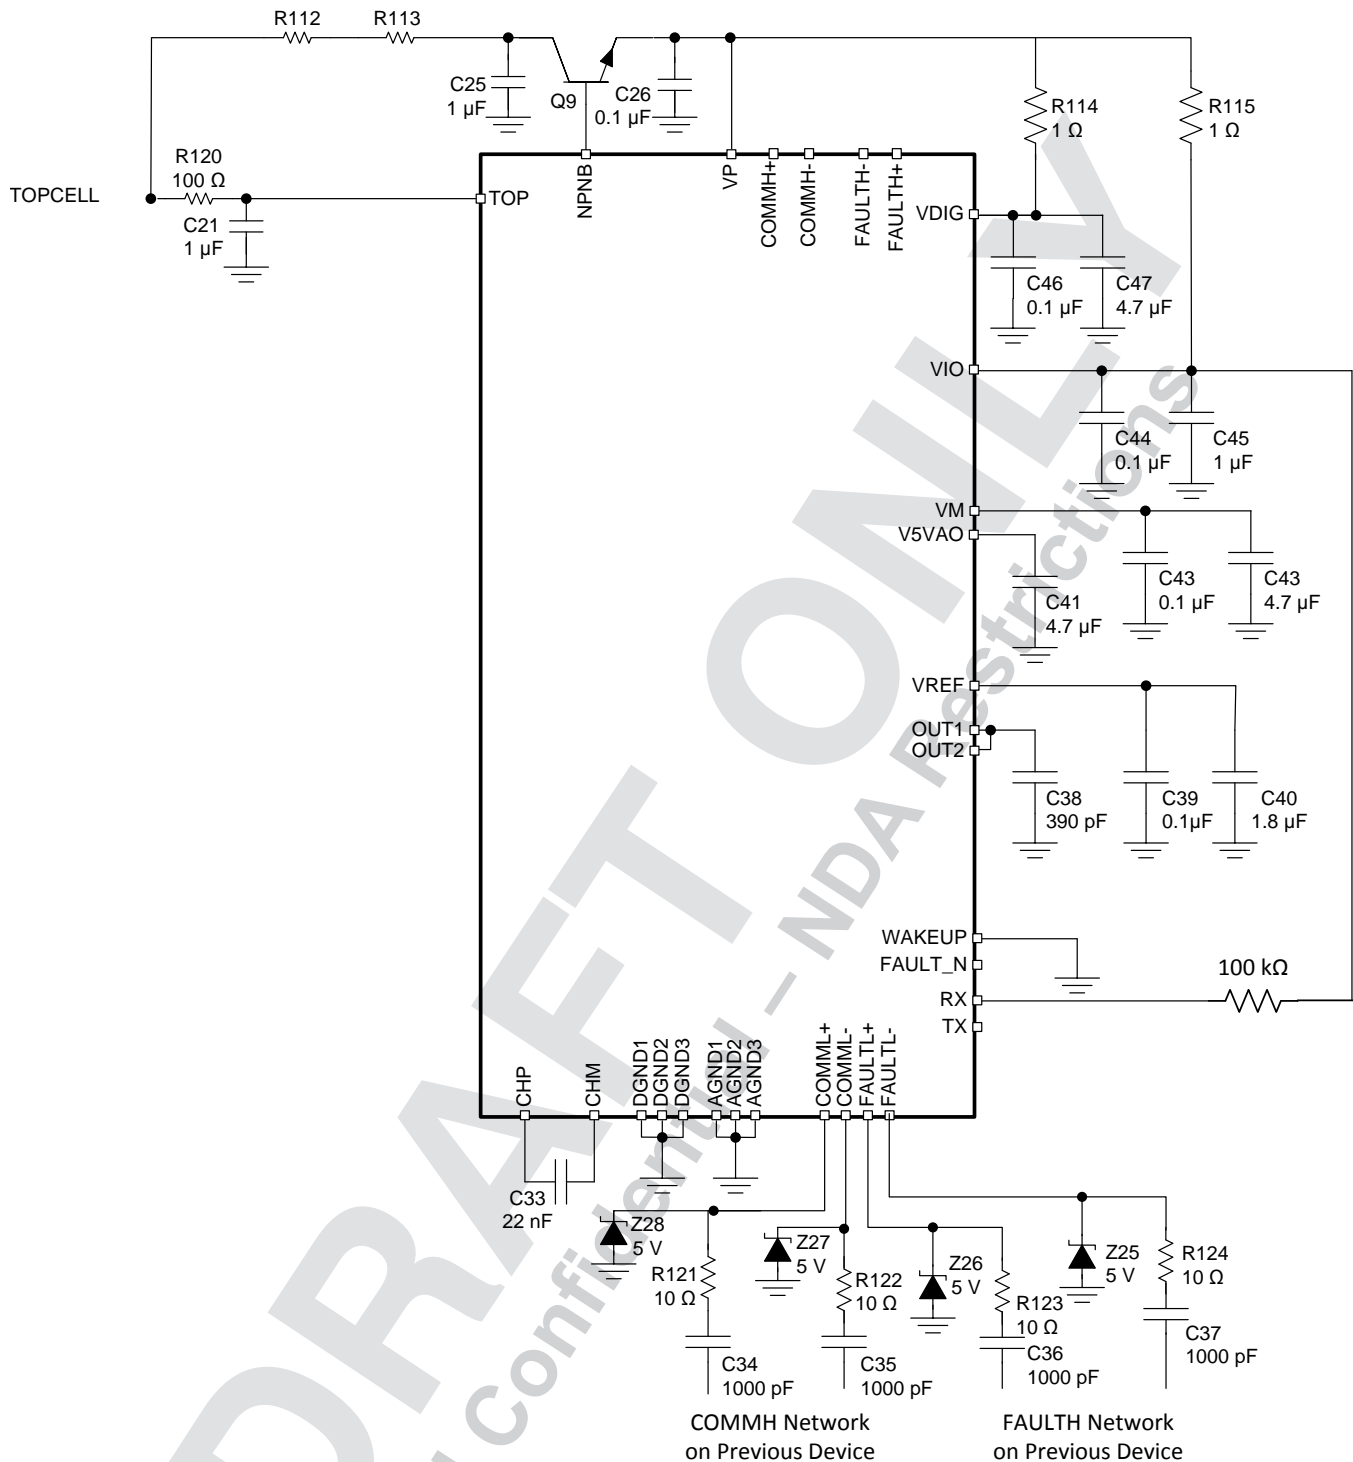 R112
R113
C25
1 µF
Q9
C26
0.1 µF
R114
1 Ω
R115
1 Ω
R120
100 Ω
TOPCELL
C21
1 µF
TOP
NPNB
VP
COMMH+
COMMH-
FAULTH-
FAULTH+
VDIG
C46
0.1 µF
C47
4.7 µF
VIO
C44
0.1 µF
C45
1 µF
VM
V5VAO
C41
4.7 µF
C43
0.1 µF
C43
4.7 µF
VREF
OUT1
OUT2
C38
390 pF
C39
0.1µF
C40
1.8 µF
WAKEUP
FAULT_N
RX
TX
100 kΩ
CHP
CHM
DGND1
DGND2
DGND3
AGND1
AGND2
AGND3
COMML+
COMML-
FAULTL+
FAULTL-
C33
22 nF
Z28
5 V
R121
10 Ω
C34
1000 pF
Z27
5 V
R122
10 Ω
C35
1000 pF
Z26
5 V
R123
10 Ω
C36
1000 pF
Z25
5 V
R124
10 Ω
C37
1000 pF
COMMH Network
on Previous Device
FAULTH Network
on Previous Device
DRAFT ONLY
Confidential – NDA Restrictions